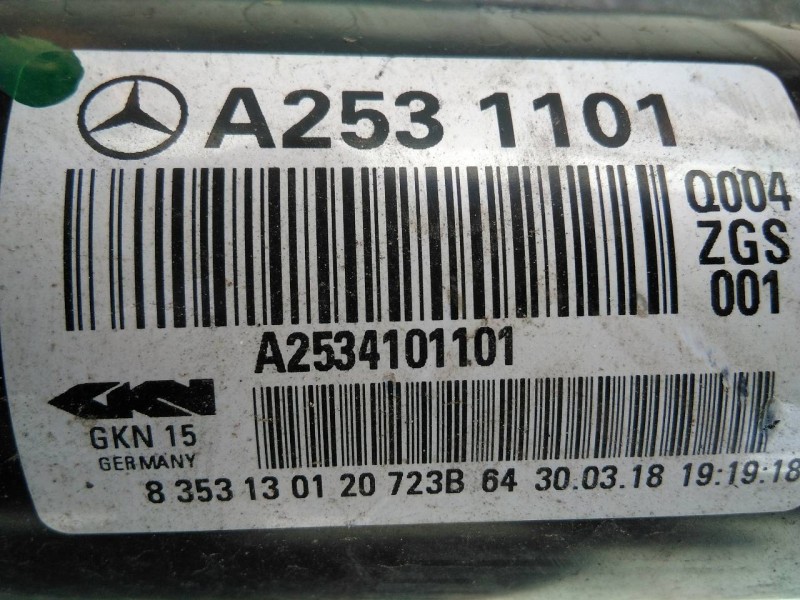 A253 1101
Q004
ZGS
001
A2534101101
GKN
GKN 15
GERMANY
8 353 13 01 20 723B 64 30.03.18 19:19:18